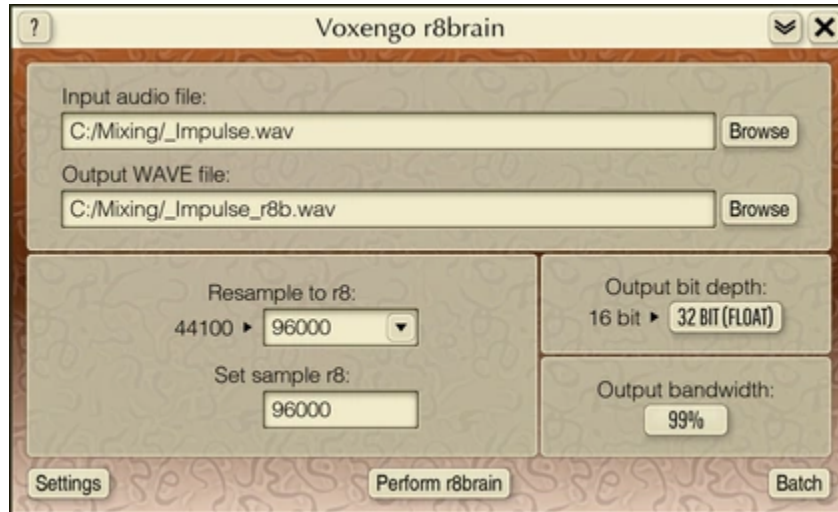 ?
Voxengo r8brain
Input audio file:
C:/Mixing/_Impulse.wav
Browse
Output WAVE file:
C:/Mixing/_Impulse_r8b.wav
Browse
Resample to r8:
44100 ▸ 96000
Set sample r8:
96000
Output bit depth:
16 bit ▸ 32 BIT (FLOAT)
Output bandwidth:
99%
Settings
Perform r8brain
Batch